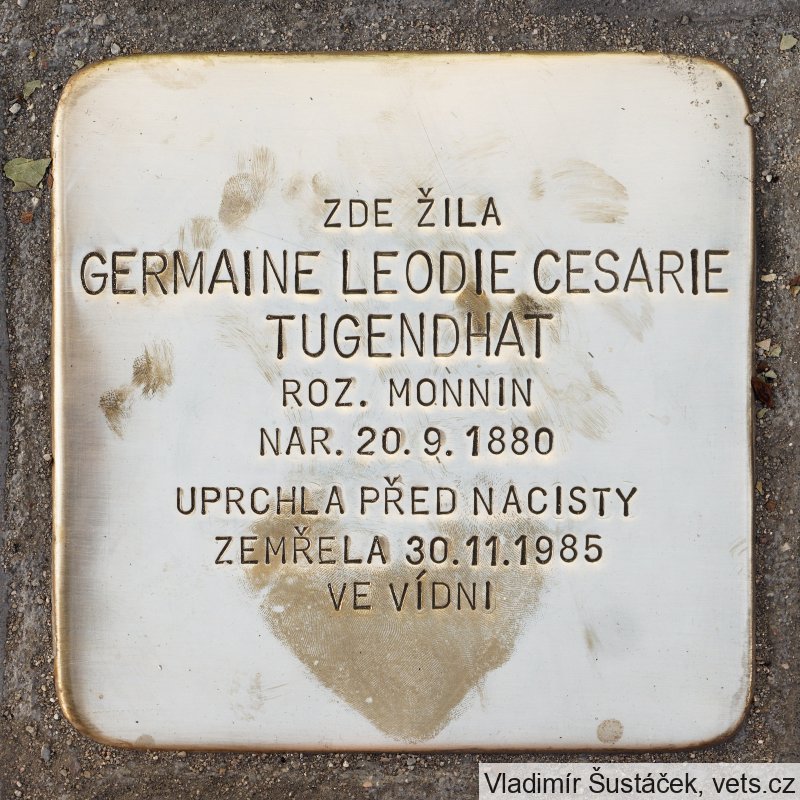 ZDE ŽILA
GERMAINE LEODIE CESARIE
TUGENDHAT
ROZ. MONNIN
NAR. 20. 9. 1880
UPRCHLA PŘED NACISTY
ZEMŘELA 30.11.1985
VE VÍDNI
Vladimír Šustáček, vets.cz